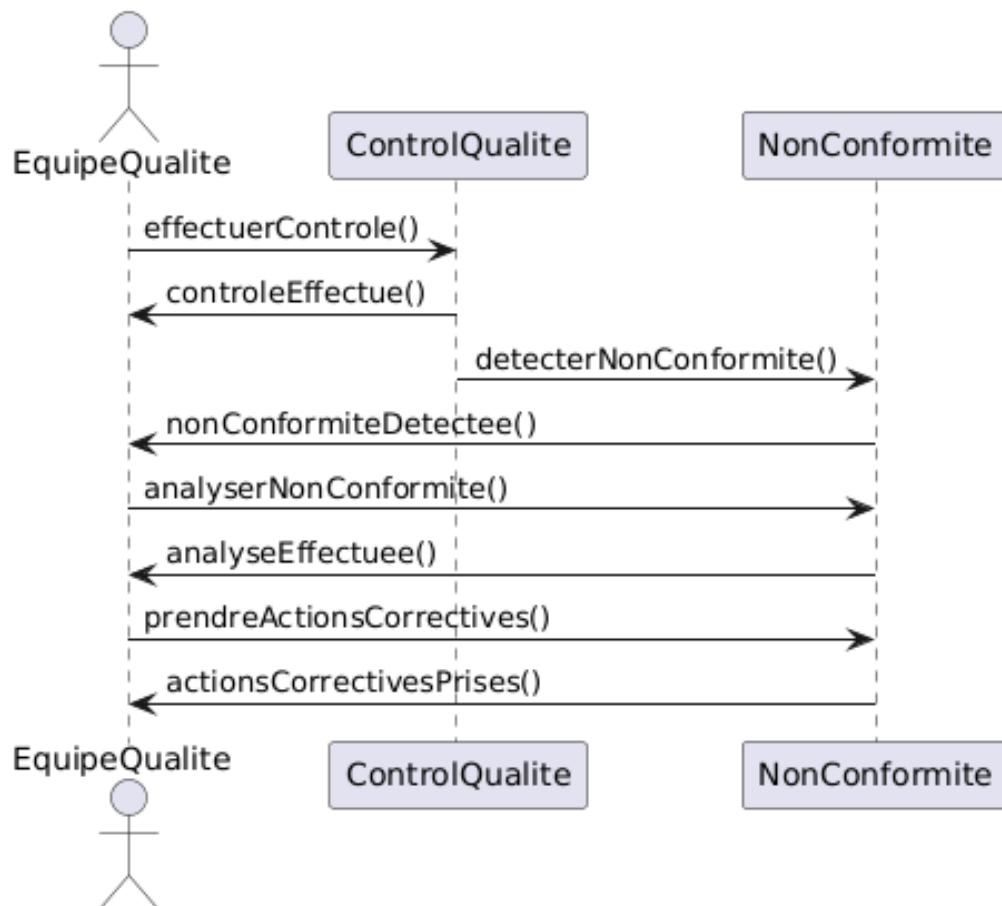 EquipeQualite
ControlQualite
NonConformite
effectuerControle()
controleEffectue()
detecterNonConformite()
nonConformiteDetectee()
analyserNonConformite()
analyseEffectuee()
prendreActionsCorrectives()
actionsCorrectivesPrises()
EquipeQualite
ControlQualite
NonConformite